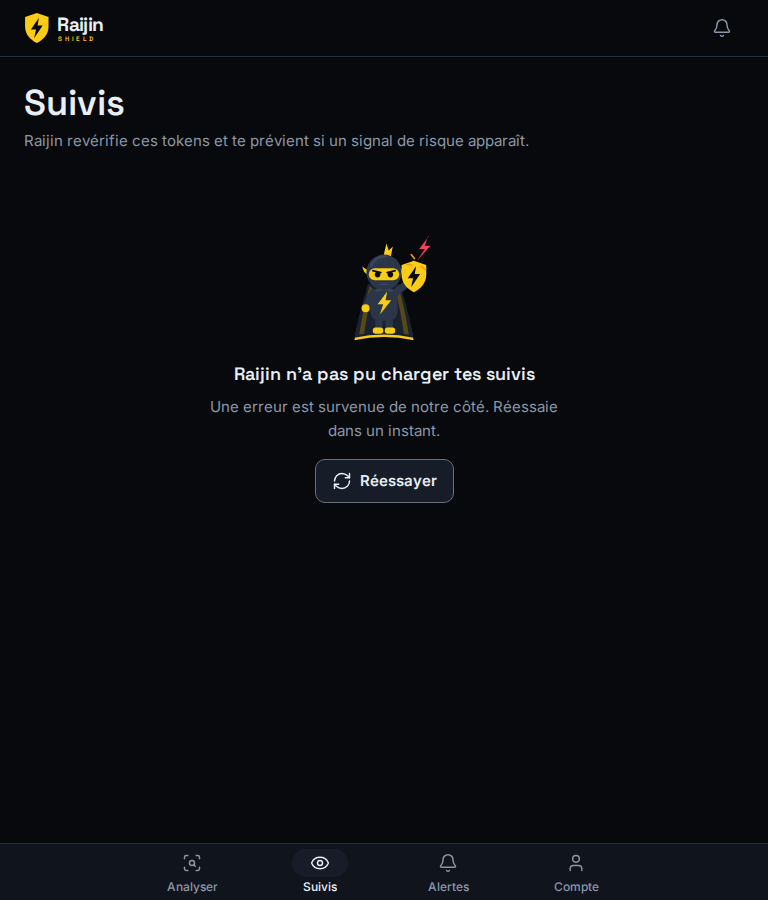 Raijin
SHIELD
Suivis
Raijin revérifie ces tokens et te prévient si un signal de risque apparaît.
Raijin n’a pas pu charger tes suivis
Une erreur est survenue de notre côté. Réessaie
dans un instant.
Réessayer
Analyser
Suivis
Alertes
Compte